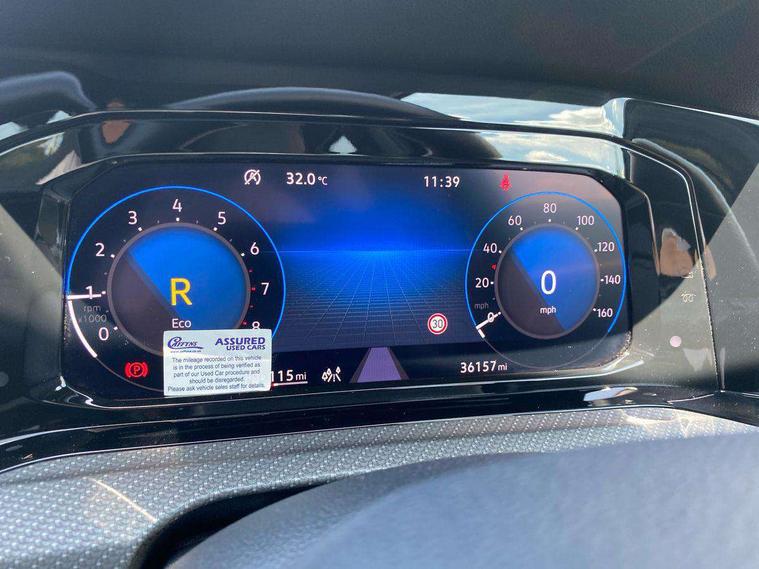 32.0°C
11:39
0 1 2 3 4 5 6 7 8
rpm
x1000
R
Eco
0 20 40 60 80 100 120 140 160
mph
0
mph
30
P
115 mi
36157 mi
CAFFYNS
ASSURED
USED CARS
The mileage recorded on this vehicle
is in the process of being verified as
part of our Used Car procedure and
should be disregarded.
Please ask vehicle sales staff for details.